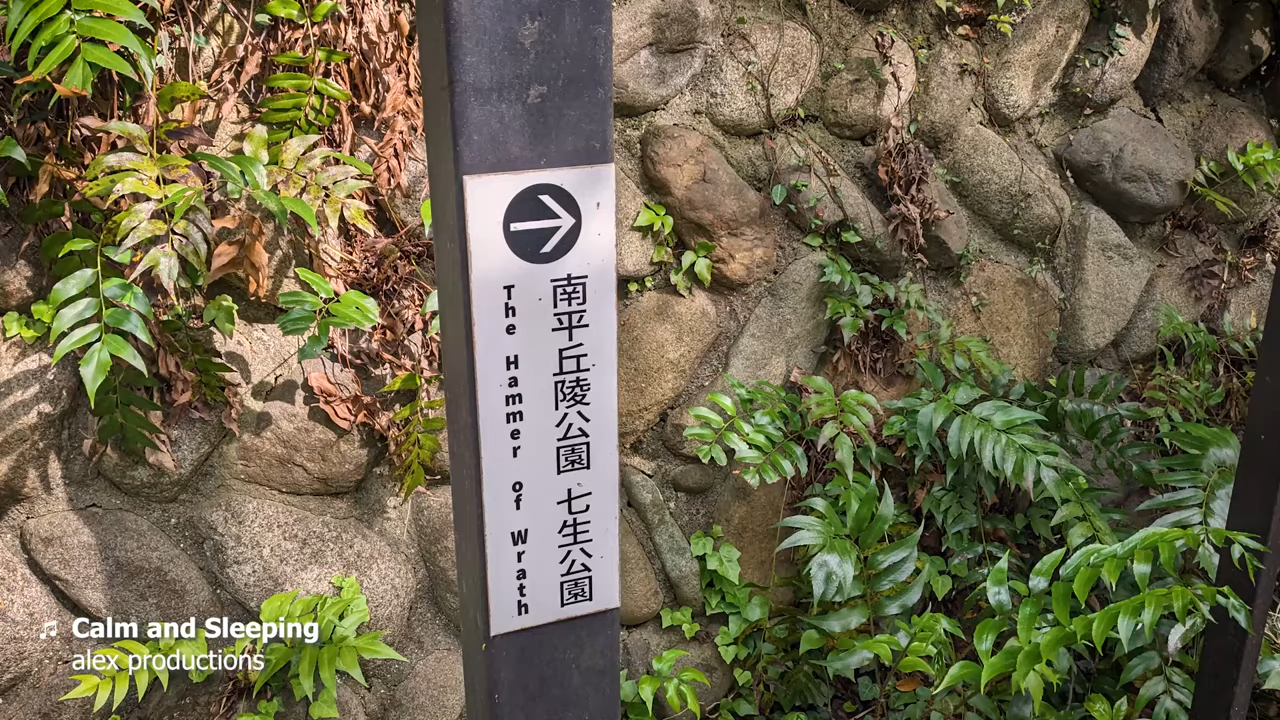 南平丘陵公園 七生公園
The Hammer of Wrath
♫ Calm and Sleeping
alex productions